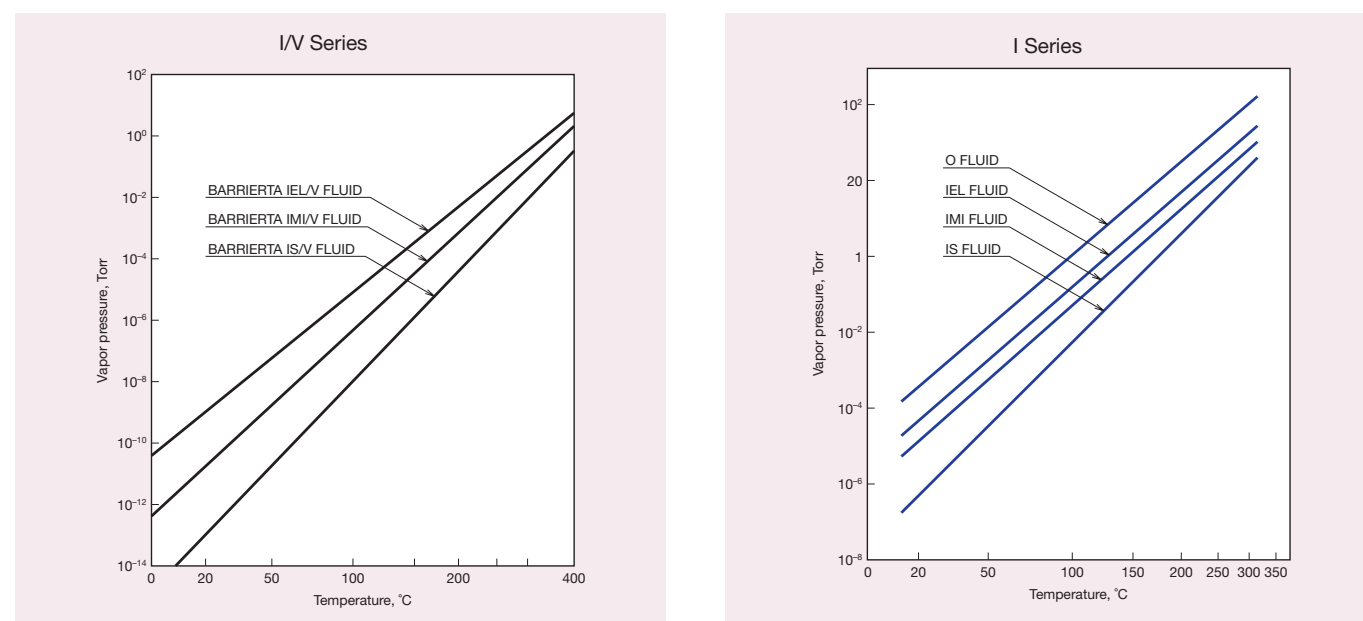 I/V Series
10²
10⁰
10⁻²
10⁻⁴
10⁻⁶
10⁻⁸
10⁻¹⁰
10⁻¹²
10⁻¹⁴
Vapor pressure, Torr
BARRIERTA IEL/V FLUID
BARRIERTA IMI/V FLUID
BARRIERTA IS/V FLUID
0 20 50 100 200 400
Temperature, °C
I Series
10²
20
1
10⁻²
10⁻⁴
10⁻⁶
10⁻⁸
Vapor pressure, Torr
O FLUID
IEL FLUID
IMI FLUID
IS FLUID
0 20 50 100 150 200 250 300 350
Temperature, °C